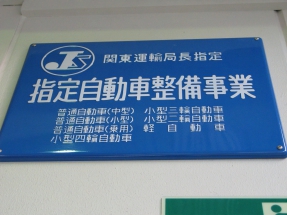 関東運輸局長指定
指定自動車整備事業
普通自動車(中型) 小型三輪自動車
普通自動車(小型) 小型二輪自動車
普通自動車(乗用) 軽自動車
小型四輪自動車